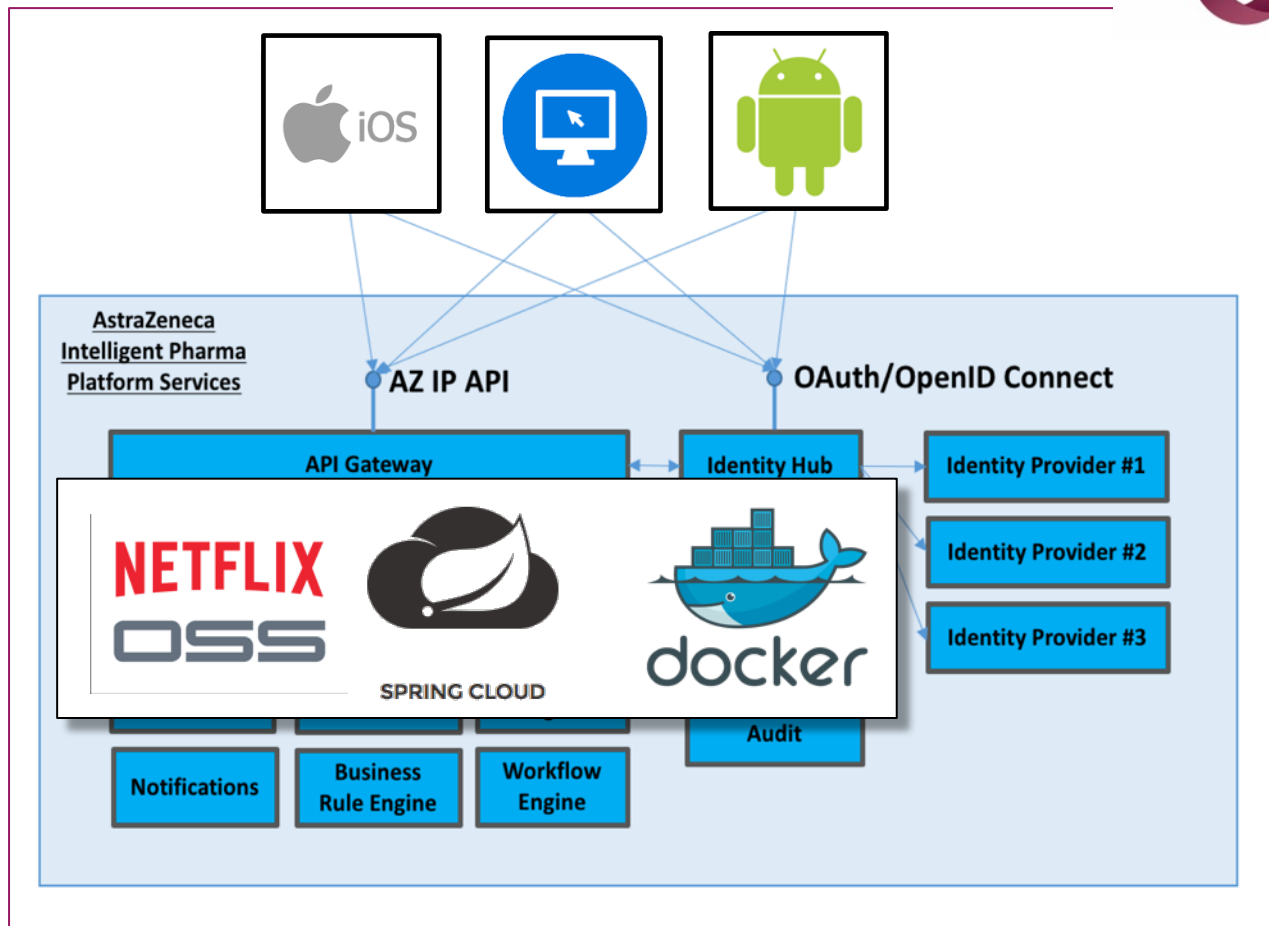 iOS
AstraZeneca
Intelligent Pharma
Platform Services
AZ IP API
OAuth/OpenID Connect
API Gateway
Identity Hub
Identity Provider #1
NETFLIX
OSS
SPRING CLOUD
docker
Identity Provider #2
Identity Provider #3
Audit
Notifications
Business
Rule Engine
Workflow
Engine